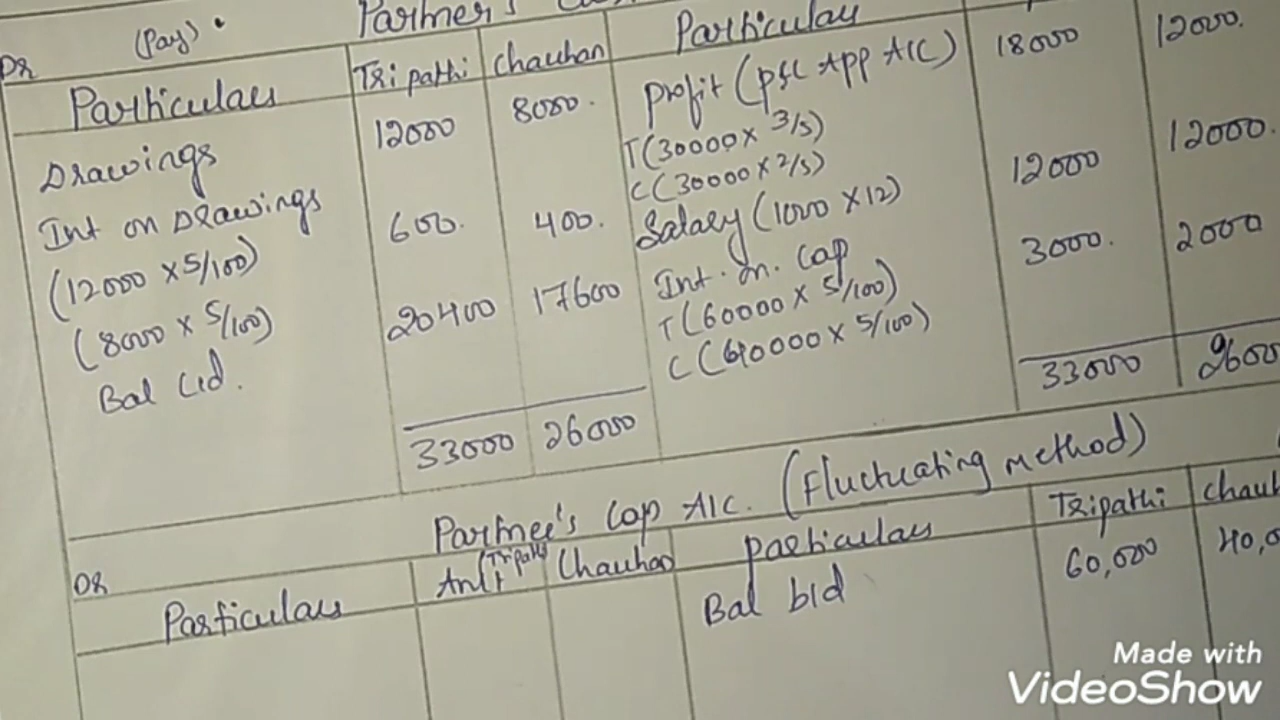 (Pay) Partner's
Dr
Particulars Tripathi Chauhan Particulars
Drawings 12000 8000. Profit (P&L App A/C) 18000 12000.
T(30000 x 3/5)
C(30000 x 2/5)
Int on Drawings 600. 400. Salary (1000 x 12) 12000 12000.
(12000 x 5/100) Int. on. Cap 3000. 2000
(8000 x 5/100) T(60000 x 5/100)
C(40000 x 5/100)
Bal c/d. 20400 17600
33000 26000 33000 2600
Partner's Cap A/C. (Fluctuating method)
Dr
Particulars Amt Tripathi Chauhan Particulars Tripathi Chauh
Bal b/d 60,000 40,0
Made with
VideoShow